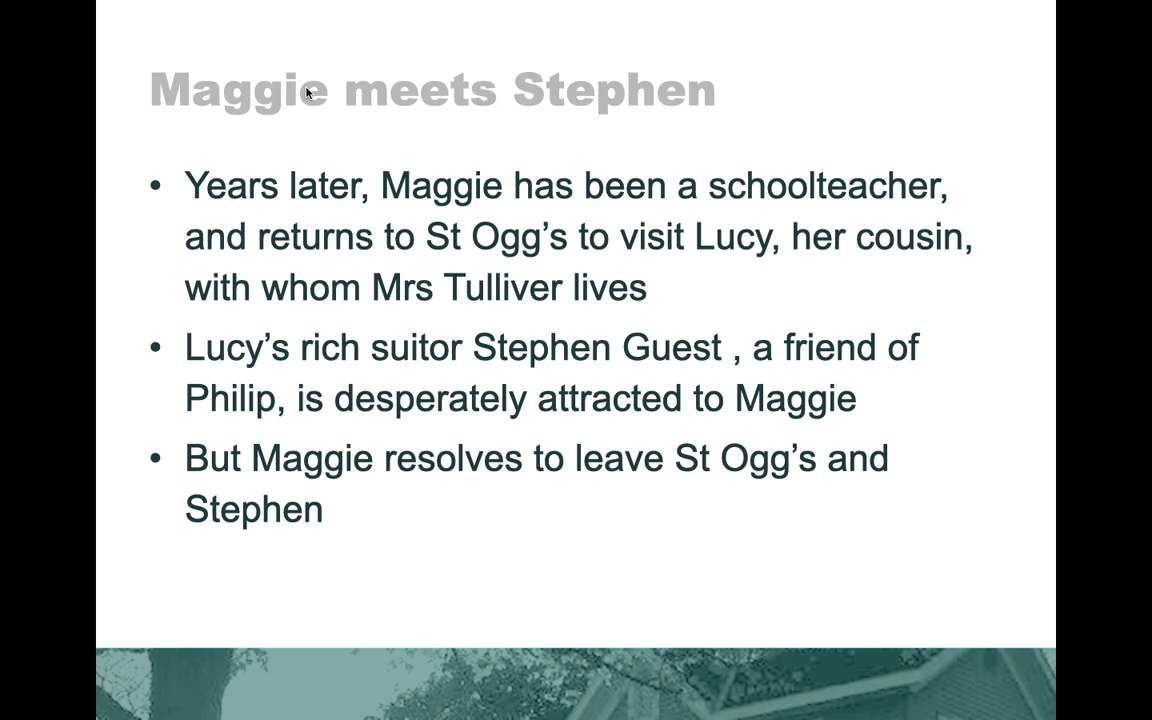 Maggie meets Stephen
• Years later, Maggie has been a schoolteacher,
and returns to St Ogg’s to visit Lucy, her cousin,
with whom Mrs Tulliver lives
• Lucy’s rich suitor Stephen Guest , a friend of
Philip, is desperately attracted to Maggie
• But Maggie resolves to leave St Ogg’s and
Stephen